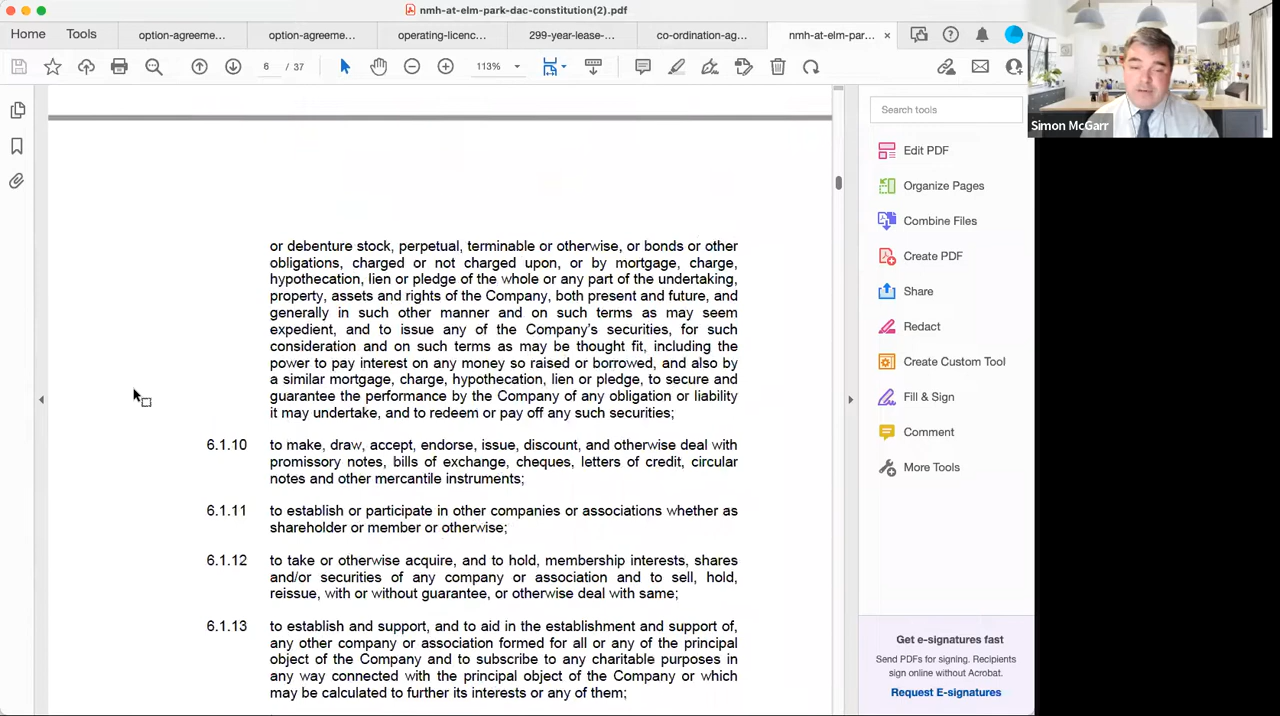 nmh-at-elm-park-dac-constitution(2).pdf
Home
Tools
option-agreeme...
option-agreeme...
operating-licenc...
299-year-lease-...
co-ordination-ag...
nmh-at-elm-par...
6 / 37
113%
Simon McGarr
or debenture stock, perpetual, terminable or otherwise, or bonds or other
obligations, charged or not charged upon, or by mortgage, charge,
hypothecation, lien or pledge of the whole or any part of the undertaking,
property, assets and rights of the Company, both present and future, and
generally in such other manner and on such terms as may seem
expedient, and to issue any of the Company's securities, for such
consideration and on such terms as may be thought fit, including the
power to pay interest on any money so raised or borrowed, and also by
a similar mortgage, charge, hypothecation, lien or pledge, to secure and
guarantee the performance by the Company of any obligation or liability
it may undertake, and to redeem or pay off any such securities;
6.1.10 to make, draw, accept, endorse, issue, discount, and otherwise deal with
promissory notes, bills of exchange, cheques, letters of credit, circular
notes and other mercantile instruments;
6.1.11 to establish or participate in other companies or associations whether as
shareholder or member or otherwise;
6.1.12 to take or otherwise acquire, and to hold, membership interests, shares
and/or securities of any company or association and to sell, hold,
reissue, with or without guarantee, or otherwise deal with same;
6.1.13 to establish and support, and to aid in the establishment and support of,
any other company or association formed for all or any of the principal
object of the Company and to subscribe to any charitable purposes in
any way connected with the principal object of the Company or which
may be calculated to further its interests or any of them;
Search tools
Edit PDF
Organize Pages
Combine Files
Create PDF
Share
Redact
Create Custom Tool
Fill & Sign
Comment
More Tools
Get e-signatures fast
Send PDFs for signing. Recipients
sign online without Acrobat.
Request E-signatures